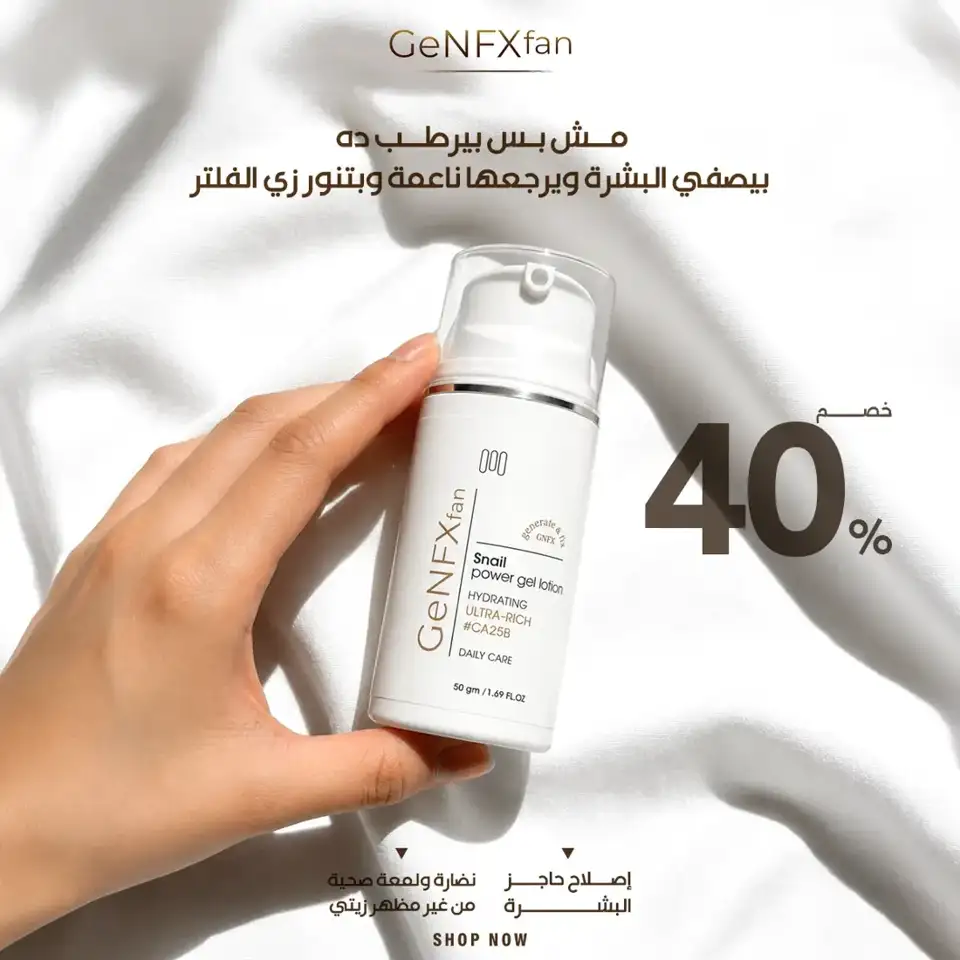 GeNFXfan
مش بس بيرطب ده
بيصفي البشرة ويرجعها ناعمة وبتنور زي الفلتر
خصم
40%
GeNFXfan
generate & fix
GNFX
Snail
power gel lotion
HYDRATING
ULTRA-RICH
#CA25B
DAILY CARE
50 gm / 1.69 FL.OZ
إصلاح حاجز
البشرة
نضارة ولمعة صحية
من غير مظهر زيتي
SHOP NOW